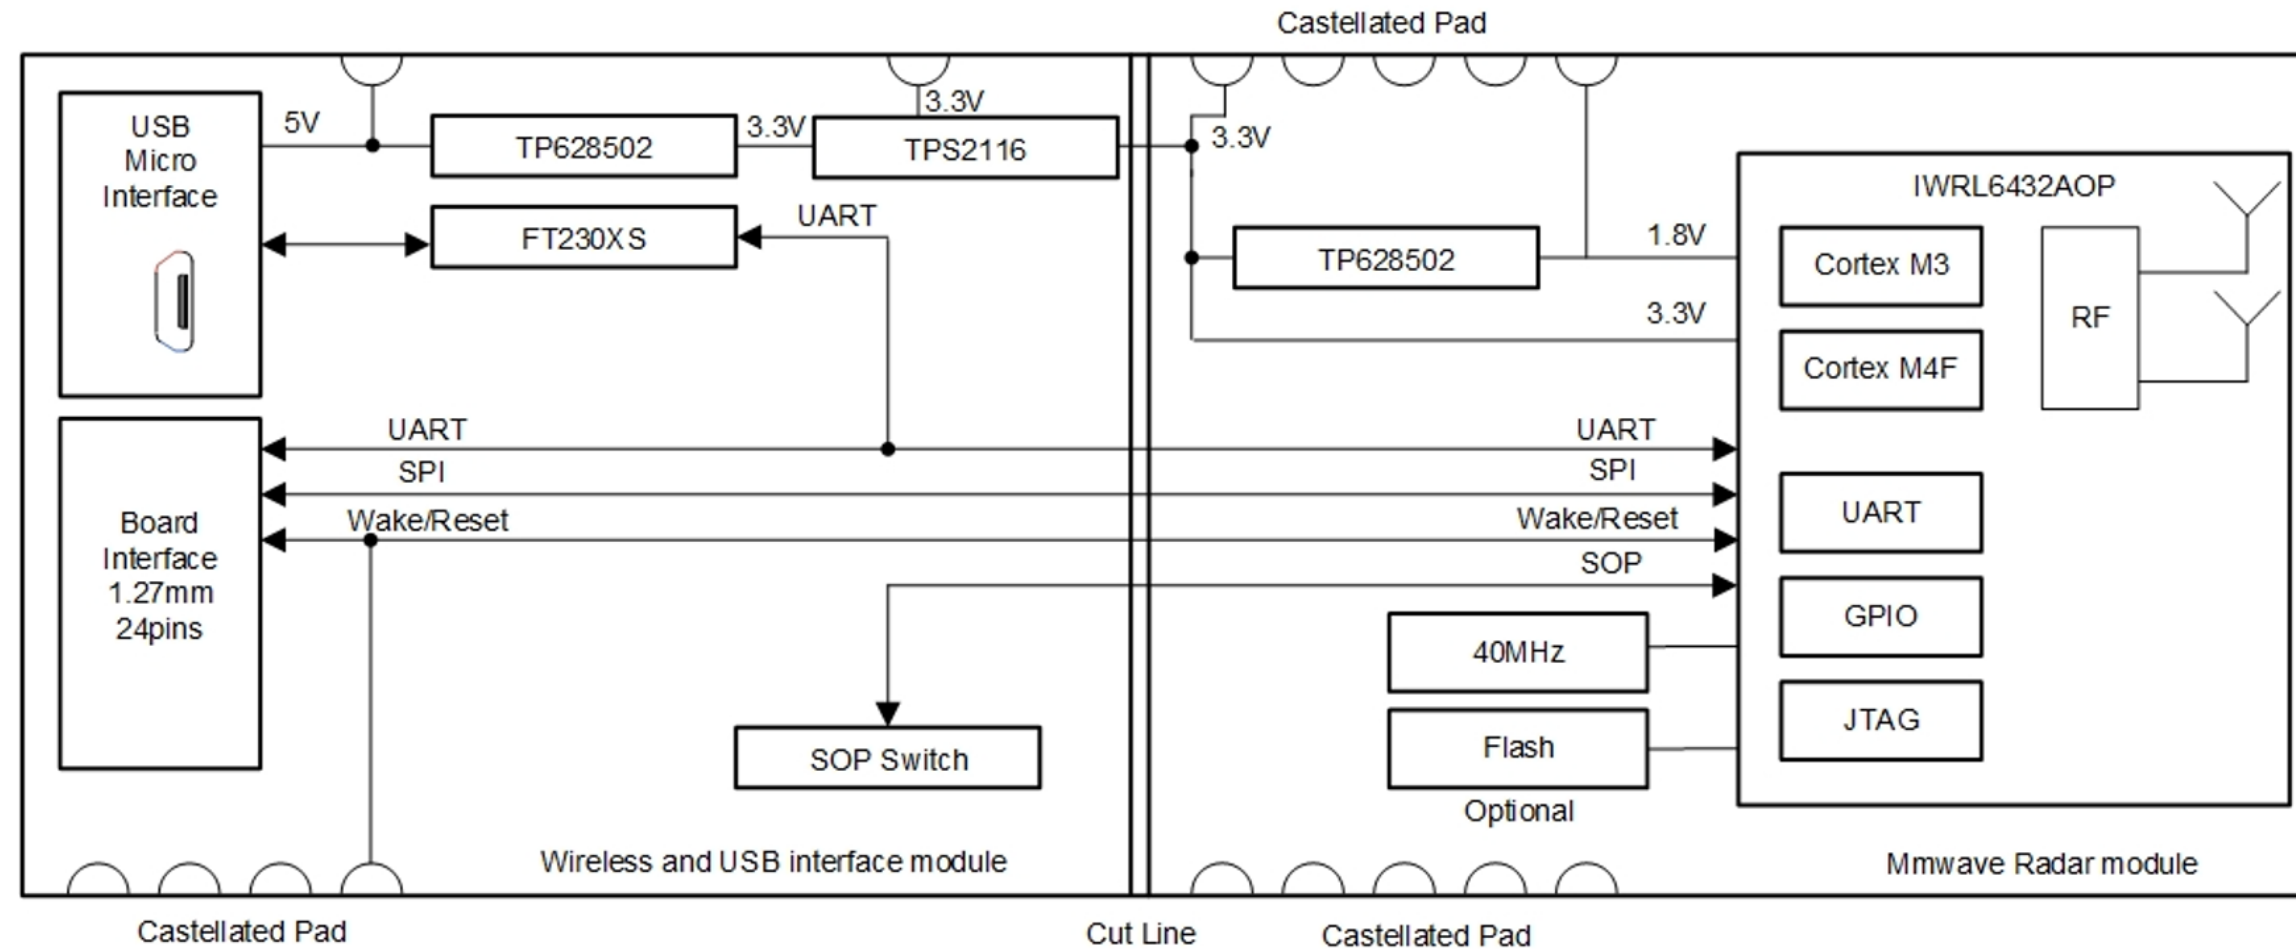 Castellated Pad
USB
Micro
Interface
5V
TP628502
3.3V
3.3V
TPS2116
3.3V
FT230XS
UART
TP628502
1.8V
3.3V
IWRL6432AOP
Cortex M3
Cortex M4F
RF
UART
UART
SPI
SPI
Wake/Reset
Wake/Reset
SOP
Board
Interface
1.27mm
24pins
UART
GPIO
JTAG
40MHz
Flash
Optional
SOP Switch
Wireless and USB interface module
Mmwave Radar module
Castellated Pad
Cut Line
Castellated Pad